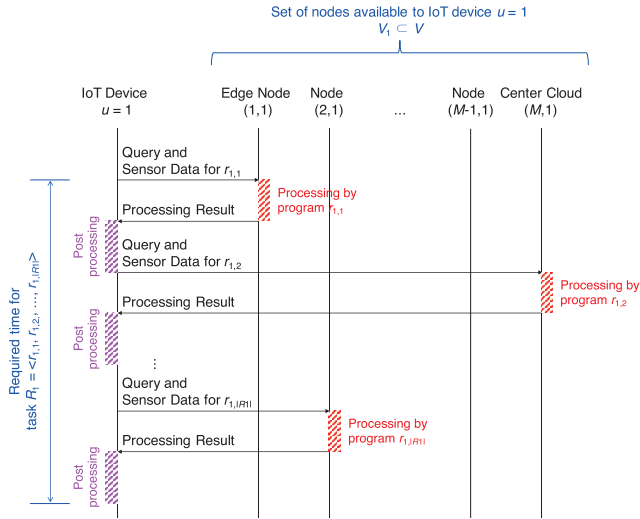 Set of nodes available to IoT device u = 1
V₁ ⊂ V
IoT Device
u = 1
Edge Node
(1,1)
Node
(2,1)
...
Node
(M-1,1)
Center Cloud
(M,1)
Query and
Sensor Data for r₁,₁
Processing by
program r₁,₁
Processing Result
Post
processing
Query and
Sensor Data for r₁,₂
Processing by
program r₁,₂
Processing Result
Post
processing
...
Query and
Sensor Data for r₁,|R1|
Processing by
program r₁,|R1|
Processing Result
Post
processing
Required time for
task R₁ = <r₁,₁, r₁,₂, ..., r₁,|R1|>